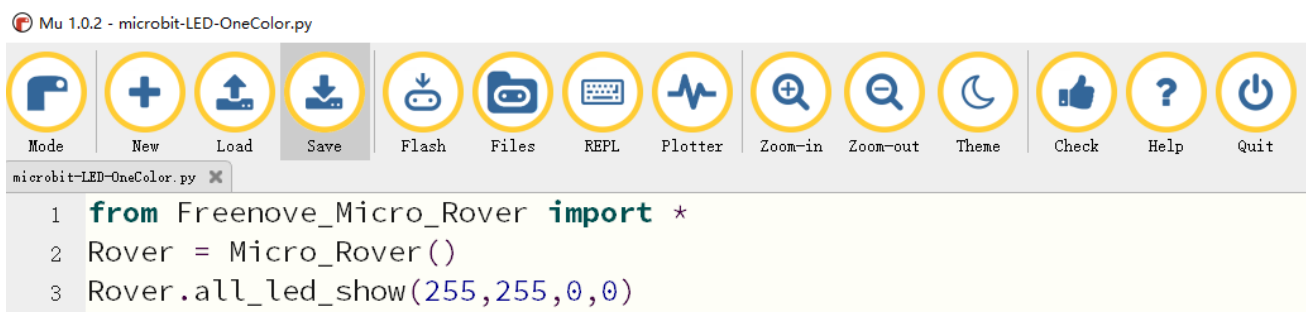 Mu 1.0.2 - microbit-LED-OneColor.py
Mode New Load Save Flash Files REPL Plotter Zoom-in Zoom-out Theme Check Help Quit
microbit-LED-OneColor.py
1 from Freenove_Micro_Rover import *
2 Rover = Micro_Rover()
3 Rover.all_led_show(255,255,0,0)